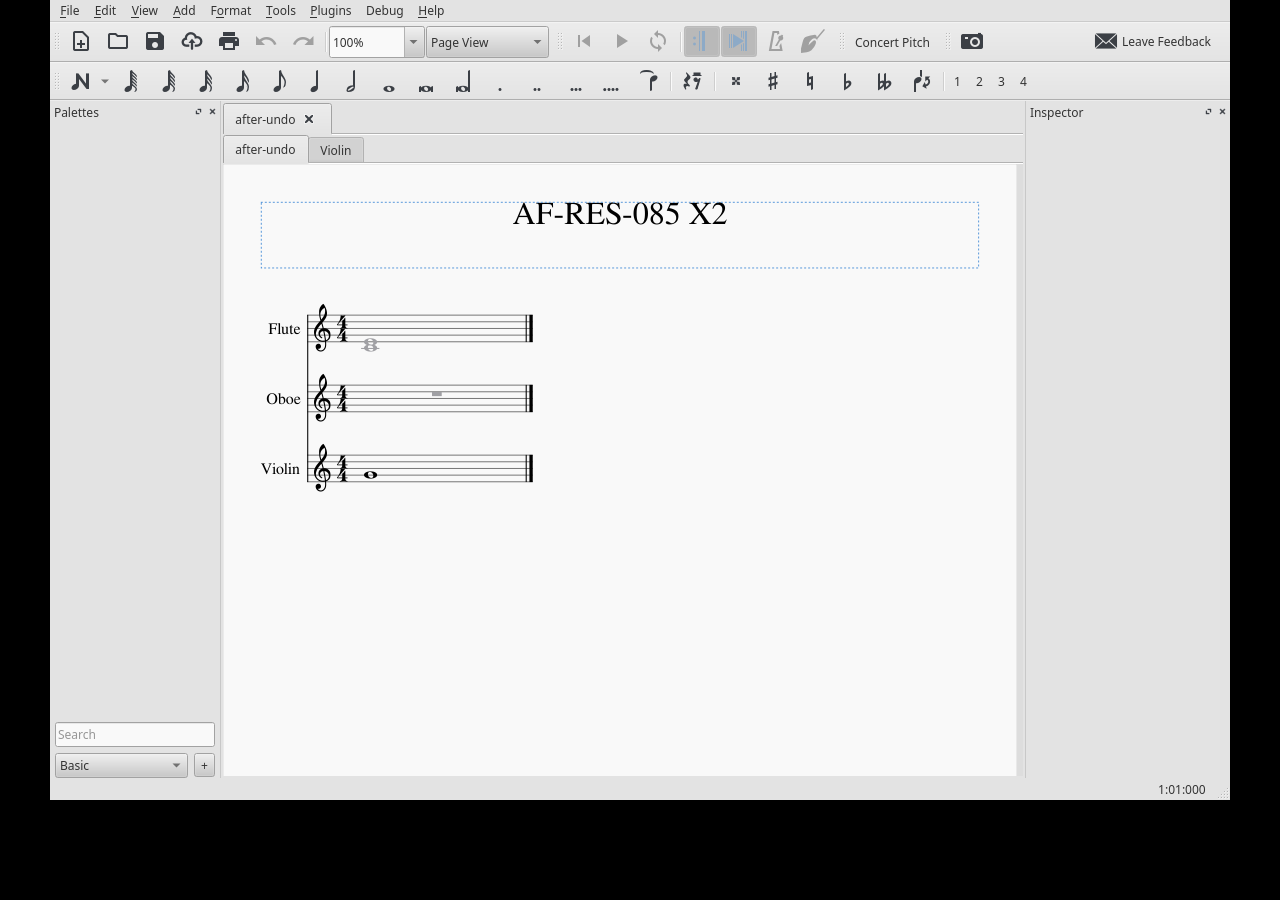 File Edit View Add Format Tools Plugins Debug Help
100% Page View Concert Pitch Leave Feedback
1 2 3 4
Palettes
after-undo
Inspector
after-undo Violin
AF-RES-085 X2
Flute
Oboe
Violin
Search
Basic +
1:01:000